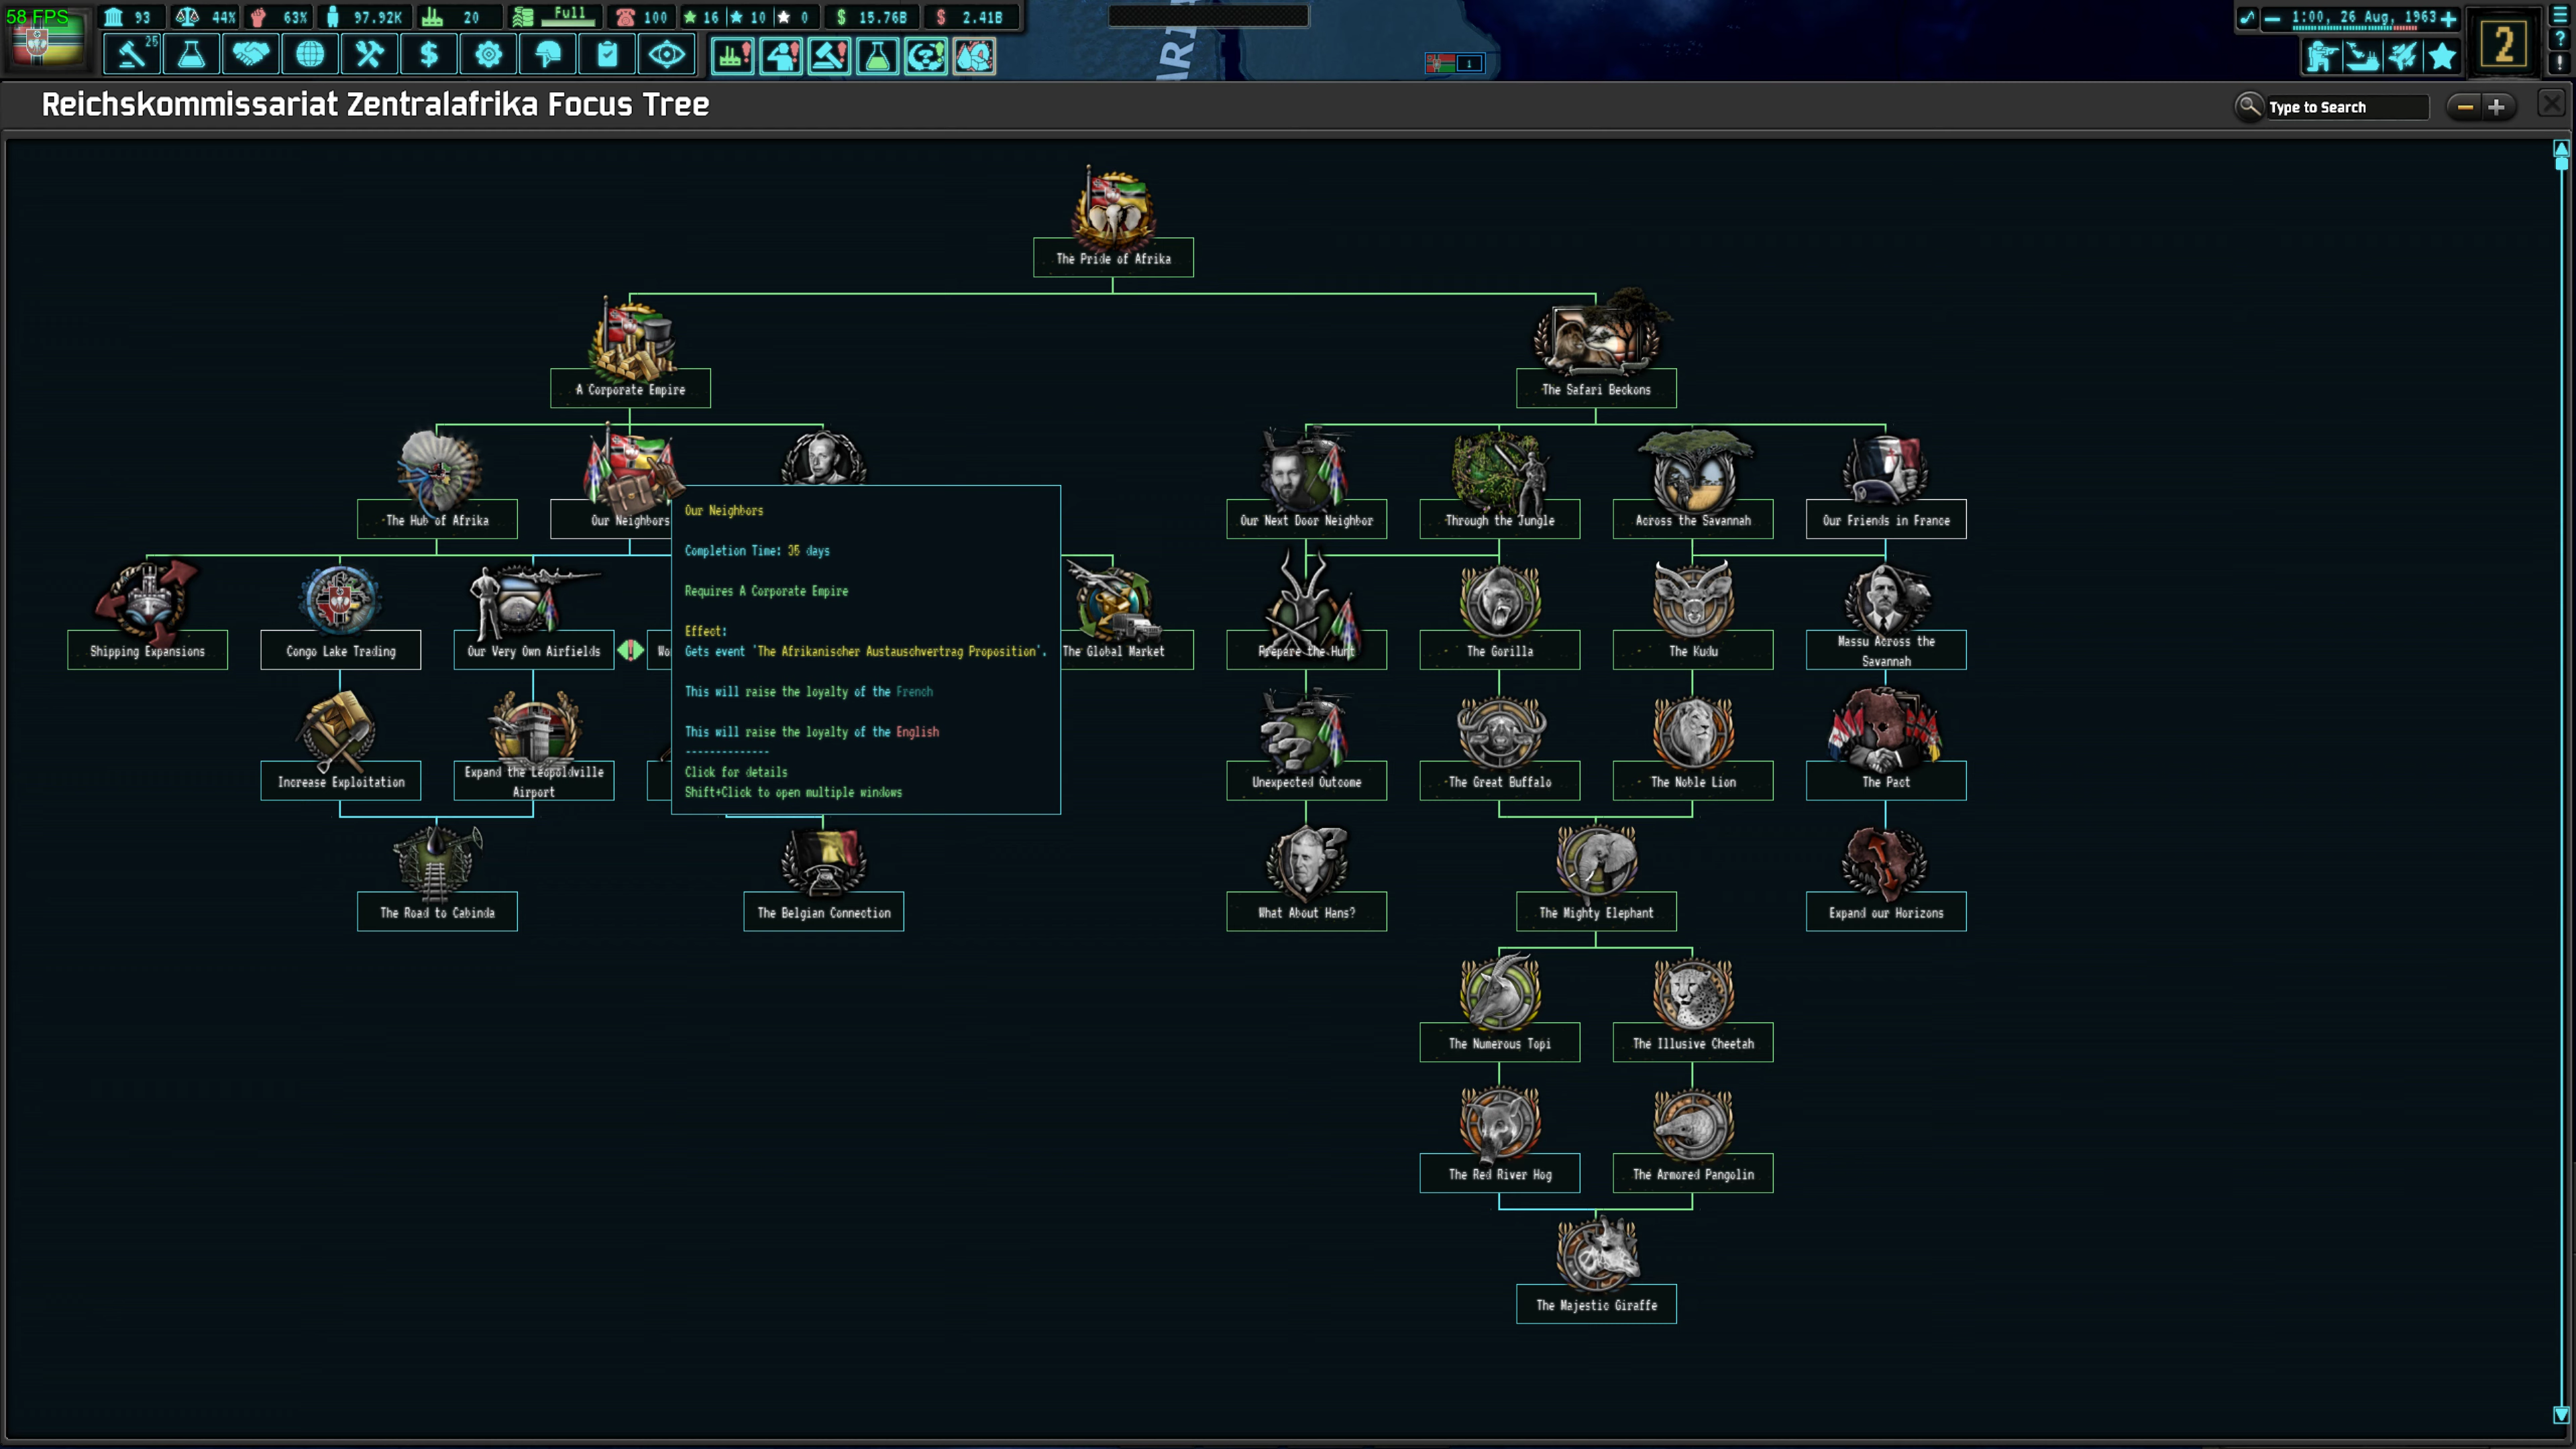 58 FPS
93
44%
63%
97.92K
20
Full
100
16
10
0
$ 15.76B
$ 2.41B
1:00, 26 Aug, 1963
25
1
2
Reichskommissariat Zentralafrika Focus Tree
Type to Search
The Pride of Afrika
A Corporate Empire
The Safari Beckons
The Hub of Afrika
Our Neighbors
Our Next Door Neighbor
Through the Jungle
Across the Savannah
Our Friends in France
Our Neighbors
Completion Time: 35 days
Requires A Corporate Empire
Effect:
Gets event 'The Afrikanischer Austauschvertrag Proposition'.
This will raise the loyalty of the French
This will raise the loyalty of the English
--------------
Click for details
Shift+Click to open multiple windows
Shipping Expansions
Congo Lake Trading
Our Very Own Airfields
The Global Market
Prepare the Hunt
The Gorilla
The Kudu
Massu Across the
Savannah
Increase Exploitation
Expand the Leopoldville
Airport
Unexpected Outcome
The Great Buffalo
The Noble Lion
The Pact
The Road to Cabinda
The Belgian Connection
What About Hans?
The Mighty Elephant
Expand our Horizons
The Numerous Topi
The Illusive Cheetah
The Red River Hog
The Armored Pangolin
The Majestic Giraffe